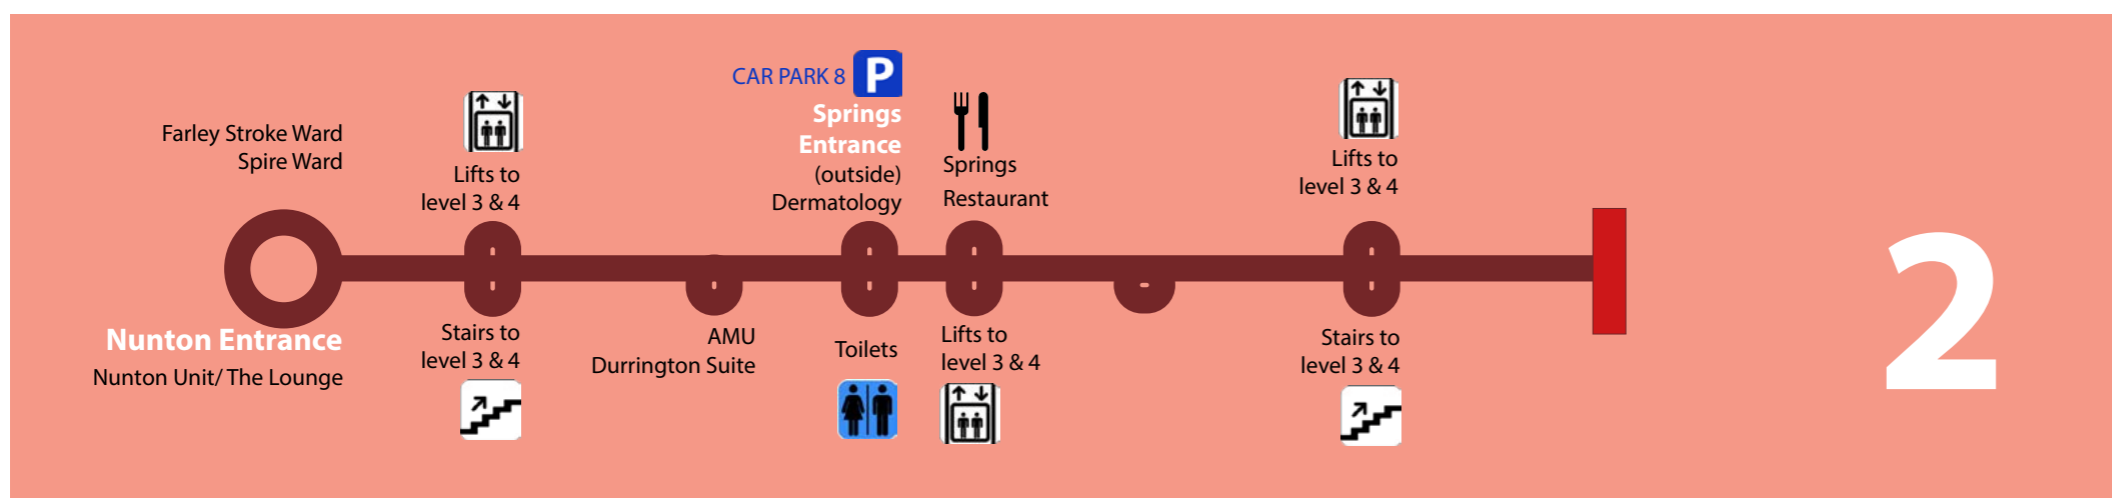 Farley Stroke Ward
Spire Ward
Nunton Entrance
Nunton Unit/ The Lounge
Lifts to
level 3 & 4
Stairs to
level 3 & 4
AMU
Durrington Suite
CAR PARK 8 P
Springs
Entrance
(outside)
Dermatology
Toilets
Springs
Restaurant
Lifts to
level 3 & 4
Lifts to
level 3 & 4
Stairs to
level 3 & 4
2